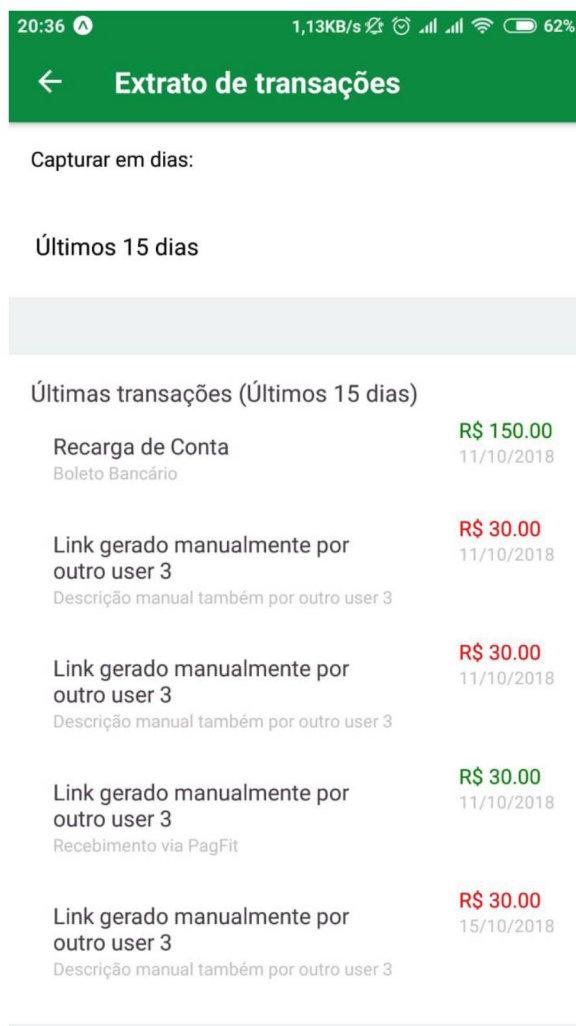 20:36 1,13KB/s 62%
Extrato de transações
Capturar em dias:
Últimos 15 dias
Últimas transações (Últimos 15 dias)
Recarga de Conta
R$ 150.00
Boleto Bancário
11/10/2018
Link gerado manualmente por
outro user 3
R$ 30.00
11/10/2018
Descrição manual também por outro user 3
Link gerado manualmente por
outro user 3
R$ 30.00
11/10/2018
Descrição manual também por outro user 3
Link gerado manualmente por
outro user 3
R$ 30.00
11/10/2018
Recebimento via PagFit
Link gerado manualmente por
outro user 3
R$ 30.00
15/10/2018
Descrição manual também por outro user 3